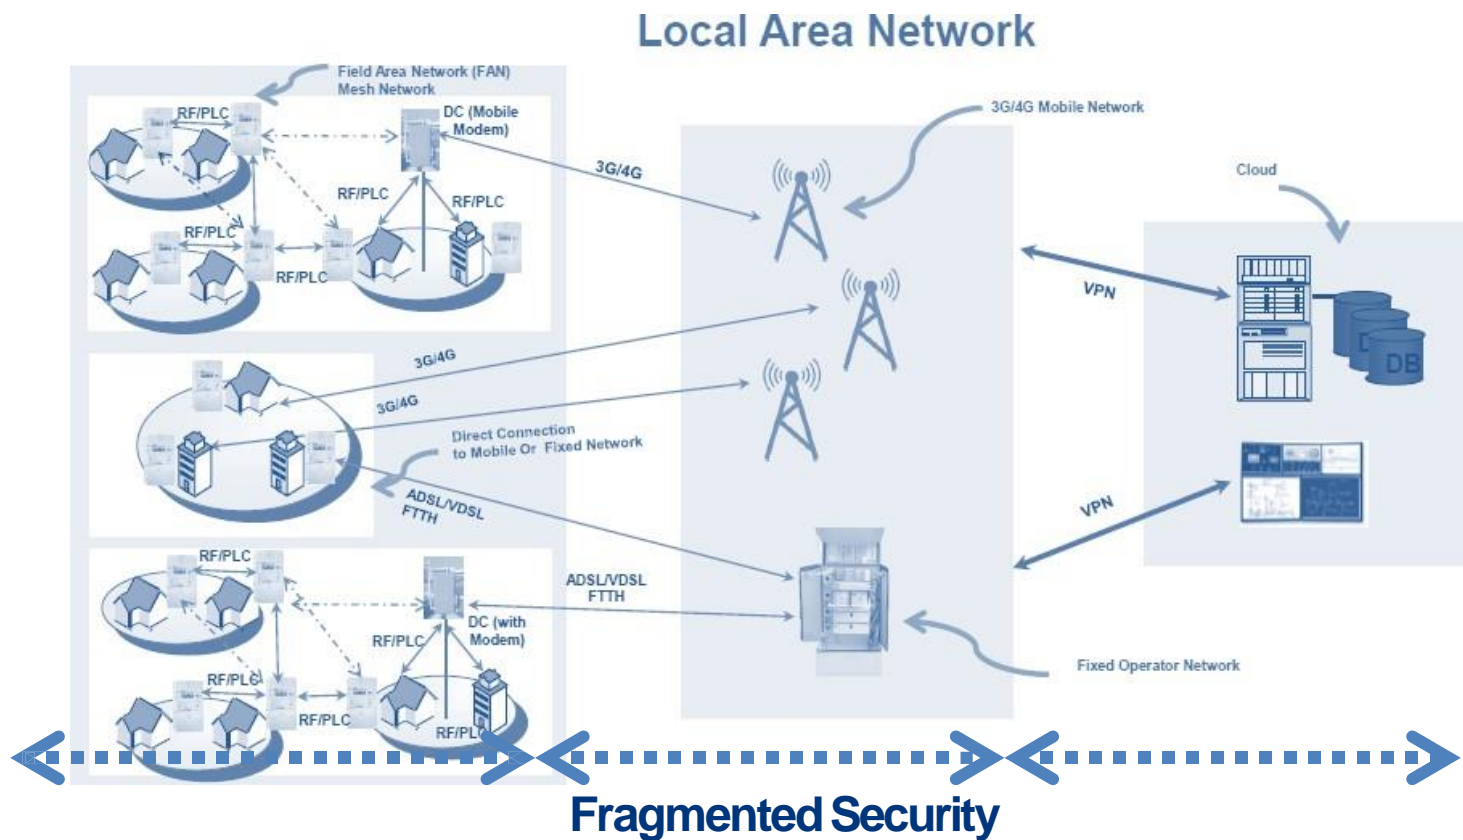 Local Area Network
Field Area Network (FAN)
Mesh Network
RF/PLC
DC (Mobile
Modem)
3G/4G Mobile Network
3G/4G
Cloud
RF/PLC
RF/PLC
RF/PLC
RF/PLC
VPN
DB
3G/4G
3G/4G
Direct Connection
to Mobile Or Fixed Network
ADSL/VDSL
FTTH
VPN
RF/PLC
ADSL/VDSL
FTTH
DC (with
Modem)
RF/PLC
Fixed Operator Network
RF/PLC
RF/PLC
RF/PLC
Fragmented Security